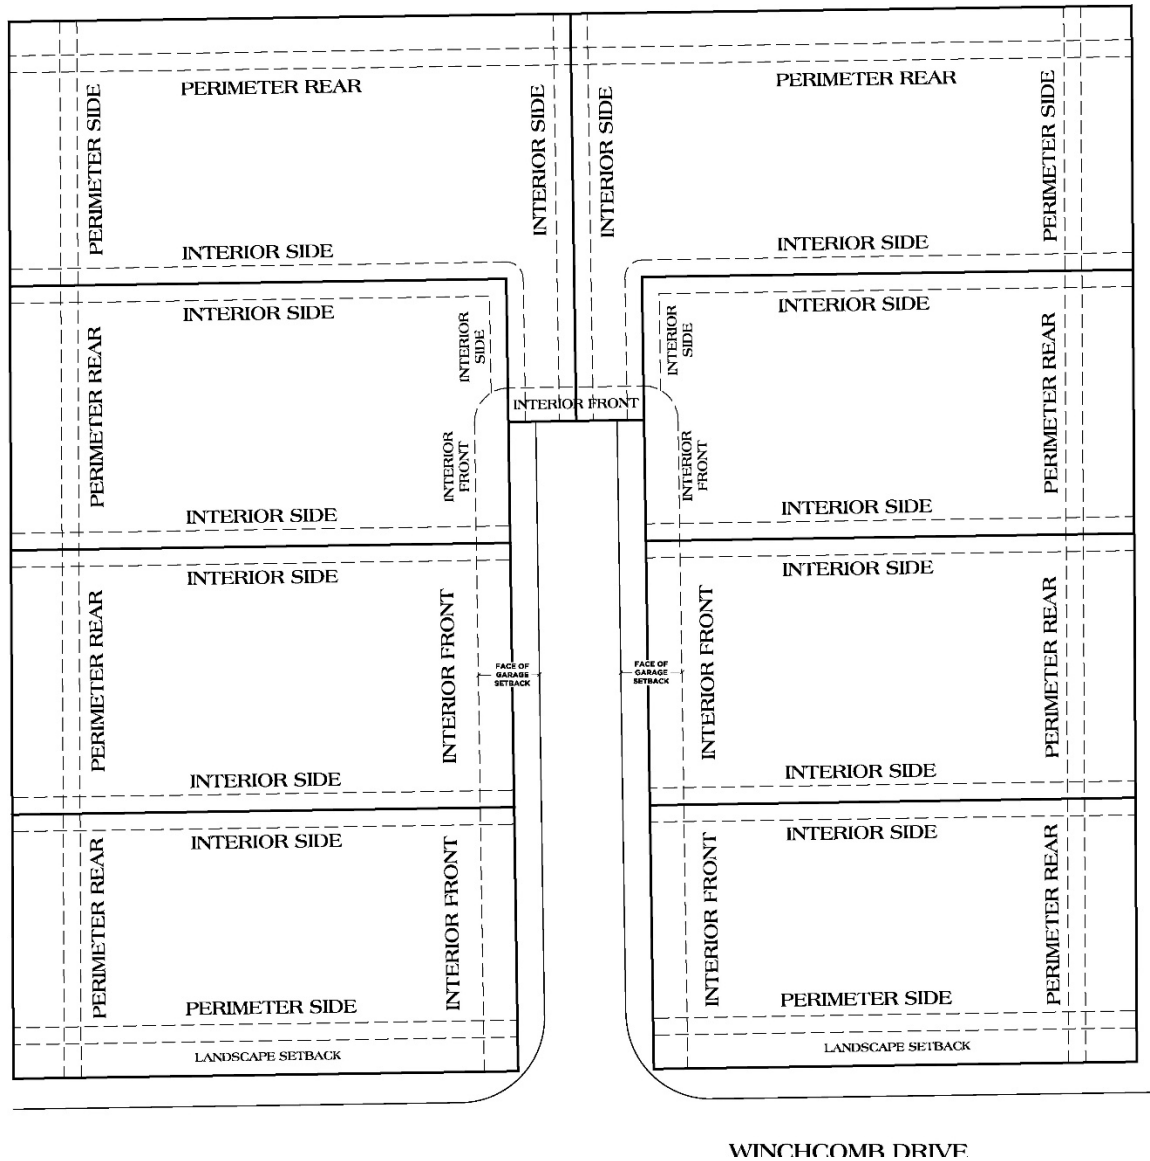 PERIMETER REAR
PERIMETER REAR
PERIMETER SIDE
INTERIOR SIDE
INTERIOR SIDE
PERIMETER SIDE
INTERIOR SIDE
INTERIOR SIDE
INTERIOR SIDE
INTERIOR SIDE
PERIMETER REAR
INTERIOR
SIDE
INTERIOR
SIDE
PERIMETER REAR
INTERIOR FRONT
INTERIOR
FRONT
INTERIOR
FRONT
INTERIOR SIDE
INTERIOR SIDE
INTERIOR SIDE
INTERIOR SIDE
PERIMETER REAR
INTERIOR FRONT
INTERIOR FRONT
PERIMETER REAR
FACE OF
GARAGE
SETBACK
FACE OF
GARAGE
SETBACK
INTERIOR SIDE
INTERIOR SIDE
INTERIOR SIDE
INTERIOR SIDE
PERIMETER REAR
INTERIOR FRONT
INTERIOR FRONT
PERIMETER REAR
PERIMETER SIDE
PERIMETER SIDE
LANDSCAPE SETBACK
LANDSCAPE SETBACK
WINCHCOMB DRIVE